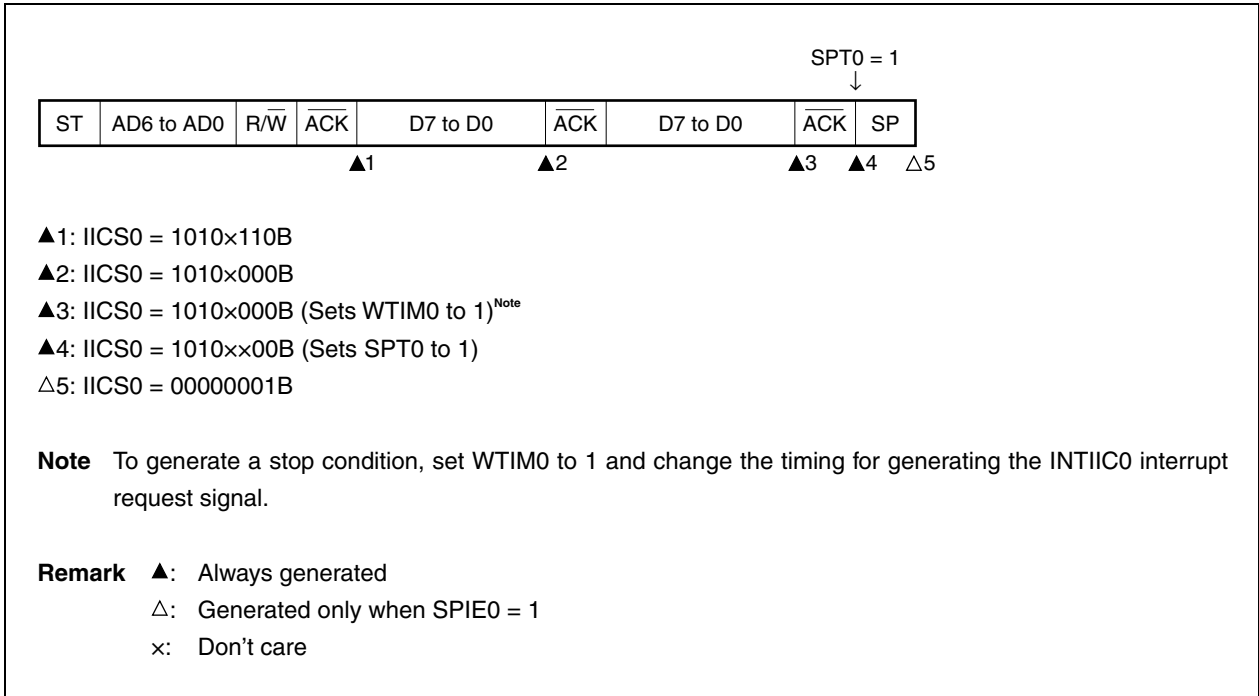 SPT0 = 1
↓
ST AD6 to AD0 R/W̅ A̅C̅K̅ D7 to D0 A̅C̅K̅ D7 to D0 A̅C̅K̅ SP
▲1 ▲2 ▲3 ▲4 △5
▲1: IICS0 = 1010×110B
▲2: IICS0 = 1010×000B
▲3: IICS0 = 1010×000B (Sets WTIM0 to 1)Note
▲4: IICS0 = 1010××00B (Sets SPT0 to 1)
△5: IICS0 = 00000001B
Note To generate a stop condition, set WTIM0 to 1 and change the timing for generating the INTIIC0 interrupt
request signal.
Remark ▲: Always generated
△: Generated only when SPIE0 = 1
×: Don't care